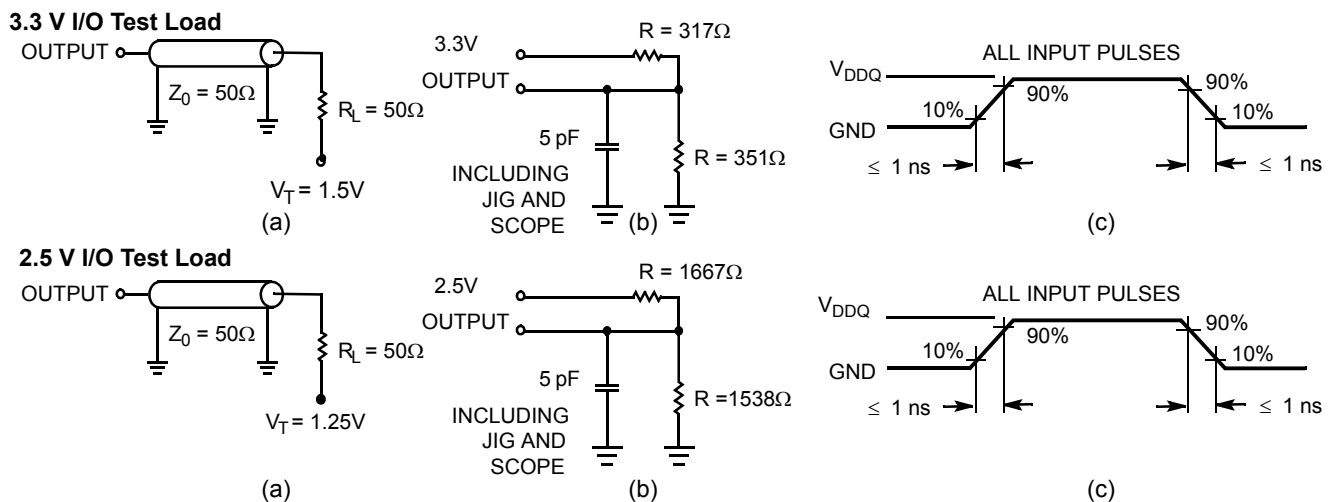 3.3 V I/O Test Load
OUTPUT
Z0 = 50Ω
RL = 50Ω
VT = 1.5V
(a)
3.3V
OUTPUT
R = 317Ω
5 pF
INCLUDING
JIG AND
SCOPE
R = 351Ω
(b)
ALL INPUT PULSES
VDDQ
GND
10%
90%
90%
10%
≤ 1 ns
≤ 1 ns
(c)
2.5 V I/O Test Load
OUTPUT
Z0 = 50Ω
RL = 50Ω
VT = 1.25V
(a)
2.5V
OUTPUT
R = 1667Ω
5 pF
INCLUDING
JIG AND
SCOPE
R =1538Ω
(b)
ALL INPUT PULSES
VDDQ
GND
10%
90%
90%
10%
≤ 1 ns
≤ 1 ns
(c)